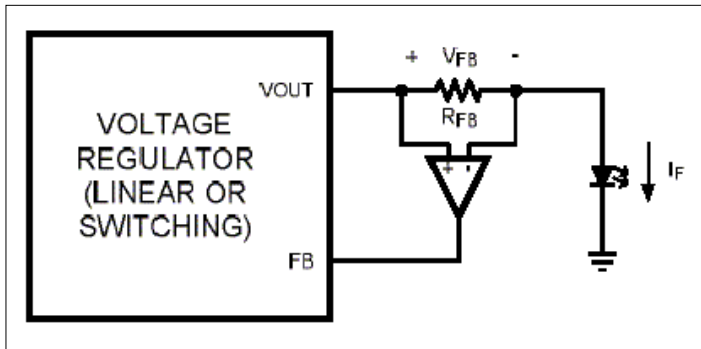 + VFB -
VOUT
RFB
VOLTAGE
REGULATOR
(LINEAR OR
SWITCHING)
+ -
IF
FB